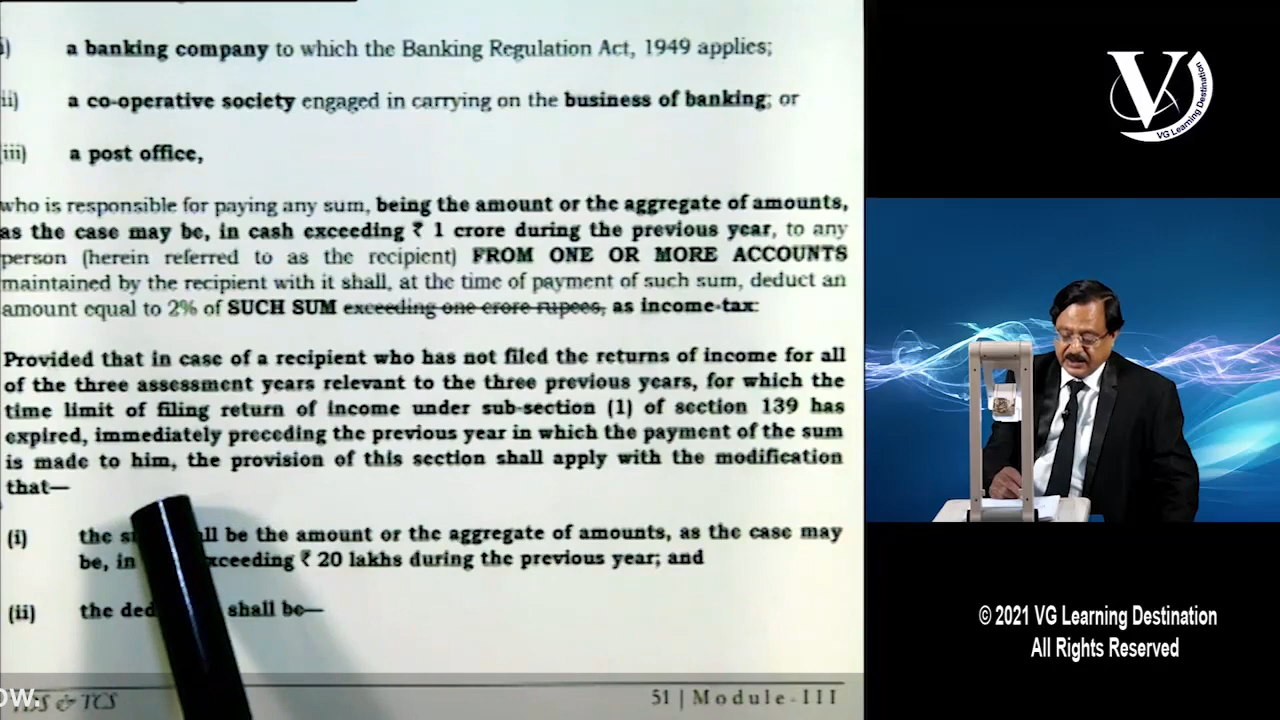 i) a banking company to which the Banking Regulation Act, 1949 applies;
ii) a co-operative society engaged in carrying on the business of banking; or
(iii) a post office,
who is responsible for paying any sum, being the amount or the aggregate of amounts,
as the case may be, in cash exceeding ₹ 1 crore during the previous year, to any
person (herein referred to as the recipient) FROM ONE OR MORE ACCOUNTS
maintained by the recipient with it shall, at the time of payment of such sum, deduct an
amount equal to 2% of SUCH SUM exceeding one crore rupees, as income-tax:
Provided that in case of a recipient who has not filed the returns of income for all
of the three assessment years relevant to the three previous years, for which the
time limit of filing return of income under sub-section (1) of section 139 has
expired, immediately preceding the previous year in which the payment of the sum
is made to him, the provision of this section shall apply with the modification
that—
(i) the be the amount or the aggregate of amounts, as the case may
be, in exceeding ₹ 20 lakhs during the previous year; and
(ii) the shall be—
ow.
TDS & TCS
51 | Module-III
V
VG Learning Destination
© 2021 VG Learning Destination
All Rights Reserved